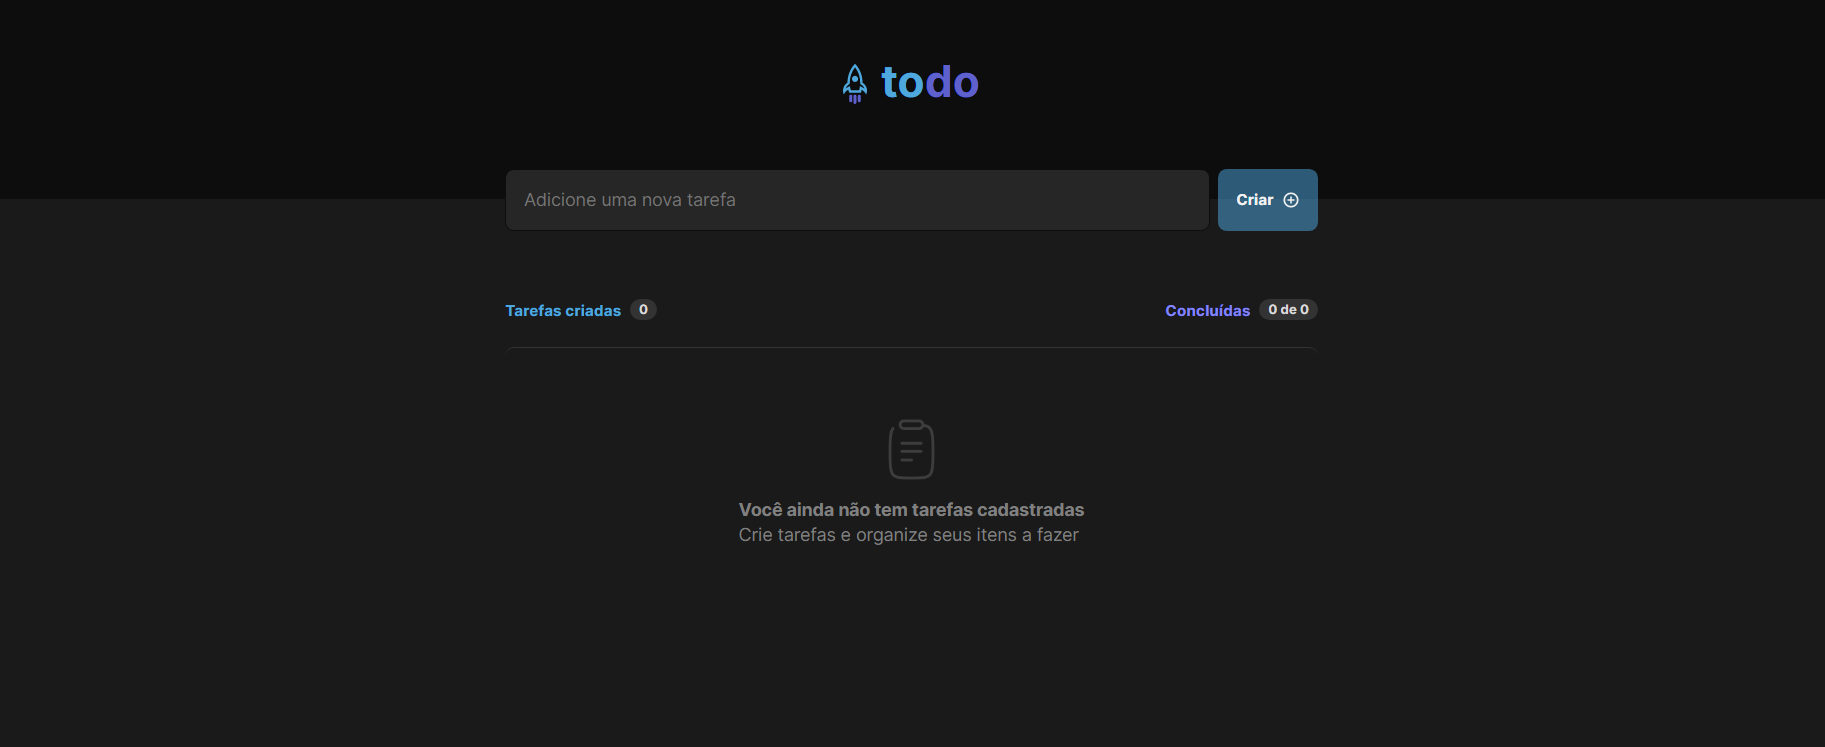 todo
Adicione uma nova tarefa
Criar
Tarefas criadas 0
Concluídas 0 de 0
Você ainda não tem tarefas cadastradas
Crie tarefas e organize seus itens a fazer